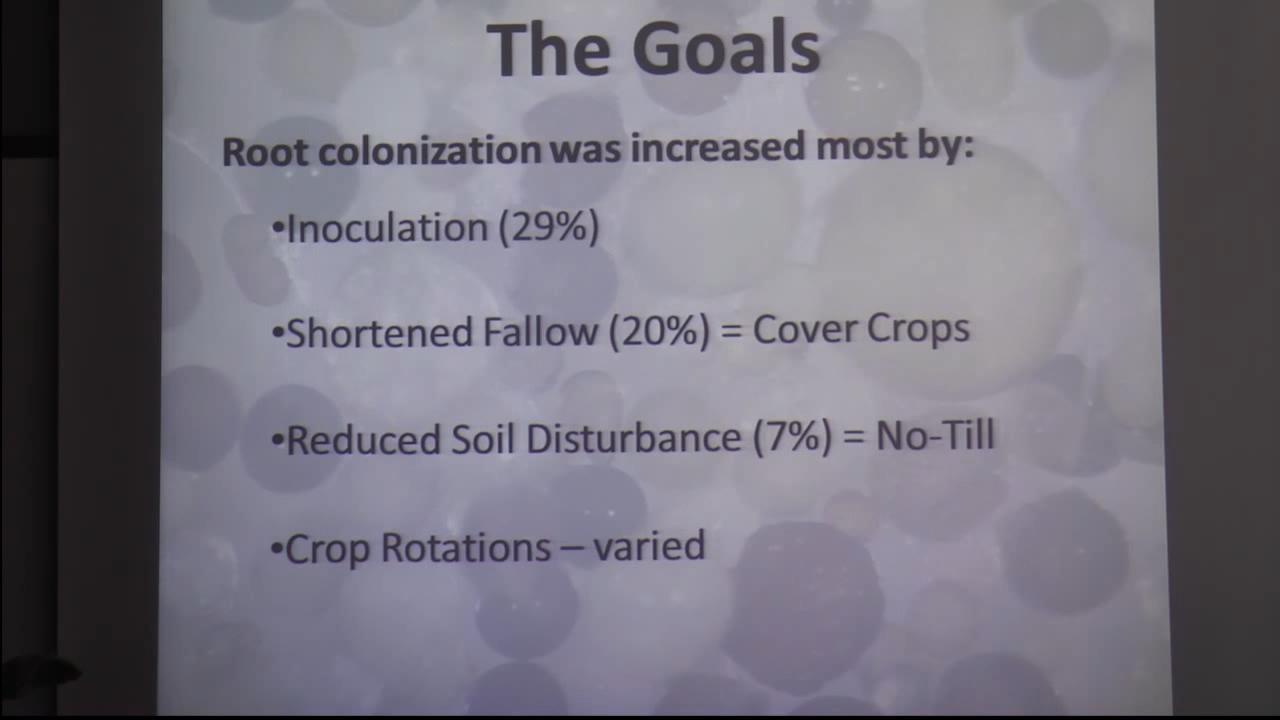 The Goals
Root colonization was increased most by:
•Inoculation (29%)
•Shortened Fallow (20%) = Cover Crops
•Reduced Soil Disturbance (7%) = No-Till
•Crop Rotations – varied